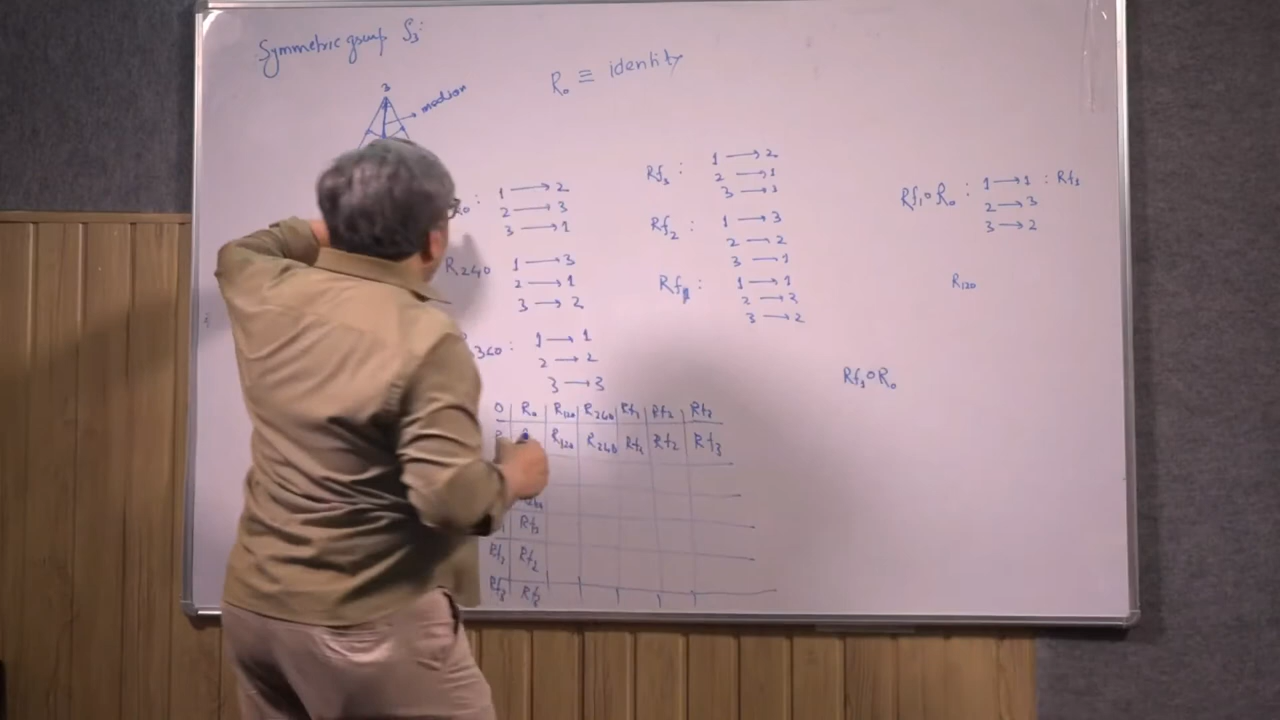 Symmetric group S₃:
3
median
R₀ ≡ identity
1 → 2
2 → 3
3 → 1
R₂₄₀
1 → 3
2 → 1
3 → 2
360 :
1 → 1
2 → 2
3 → 3
Rf₃ :
1 → 2
2 → 1
3 → 3
Rf₂ :
1 → 3
2 → 2
3 → 1
Rf₁ :
1 → 1
2 → 3
3 → 2
Rf₁ o R₀ : 1 → 1 : Rf₁
2 → 3
3 → 2
R₁₂₀
Rf₁ o R₀
O R₀ R₁₂₀ R₂₄₀ Rf₁ Rf₂ Rf₃
R₁₂₀ R₂₄₀ Rf₁ Rf₂ Rf₃
Rf₁
Rf₂ Rf₂
Rf₃ Rf₃